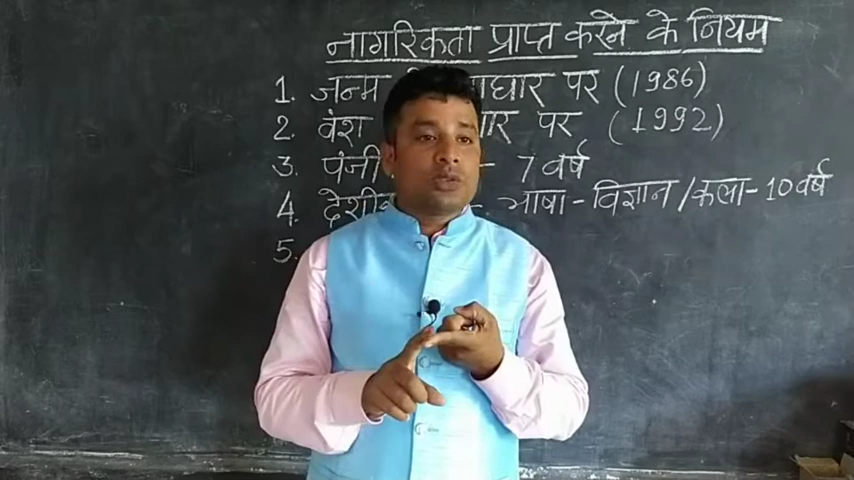 नागरिकता प्राप्त करने के नियम
1. जन्म पर (1986)
2. वंश पर (1992)
3. - 7 वर्ष
4. - भाषा - विज्ञान / कला - 10 वर्ष
5.